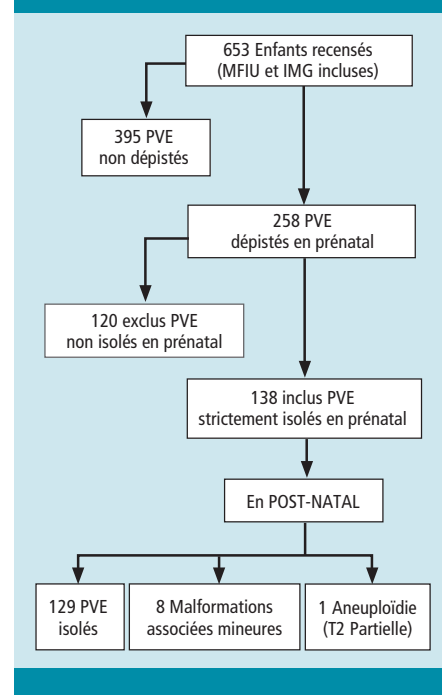 653 Enfants recensés
(MFIU et IMG incluses)
395 PVE
non dépistés
258 PVE
dépistés en prénatal
120 exclus PVE
non isolés en prénatal
138 inclus PVE
strictement isolés en prénatal
En POST-NATAL
129 PVE
isolés
8 Malformations
associées mineures
1 Aneuploïdie
(T2 Partielle)